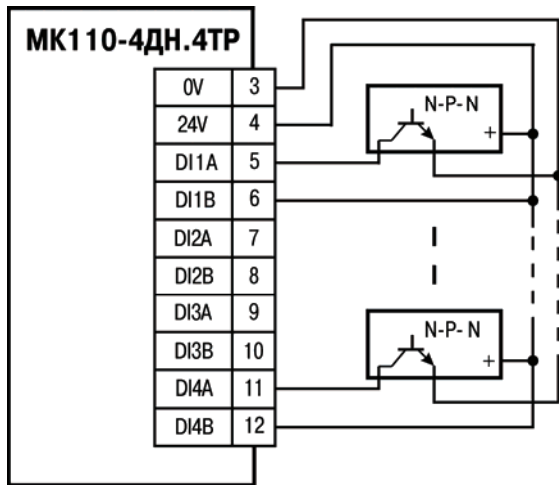 МК110-4ДН.4ТР
0V 3
24V 4
DI1A 5
DI1B 6
DI2A 7
DI2B 8
DI3A 9
DI3B 10
DI4A 11
DI4B 12
N-P-N
+
N-P-N
+